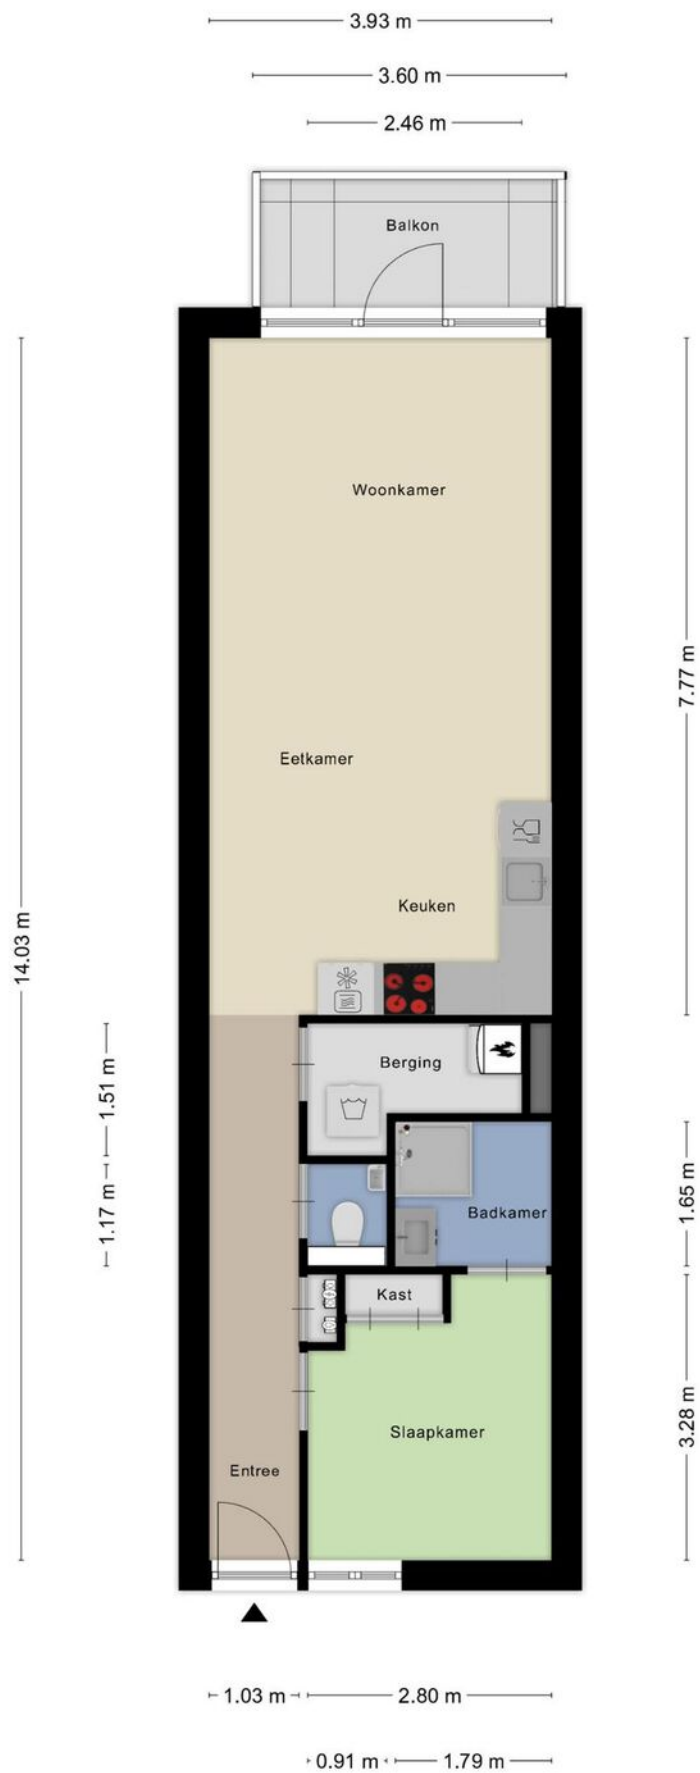 3.93 m
3.60 m
2.46 m
Balkon
Woonkamer
7.77 m
Eetkamer
Keuken
14.03 m
Berging
1.51 m
1.17 m
1.65 m
Badkamer
Kast
3.28 m
Slaapkamer
Entree
1.03 m
2.80 m
0.91 m
1.79 m